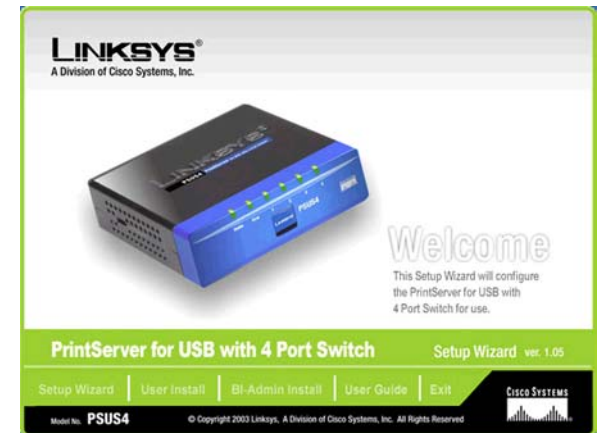 LINKSYS®
A Division of Cisco Systems, Inc.
LINKSYS
PSUS4
LINKSYS
PSUS4
Welcome
This Setup Wizard will configure
the PrintServer for USB with
4 Port Switch for use.
PrintServer for USB with 4 Port Switch
Setup Wizard ver. 1.05
Setup Wizard
User Install
BI-Admin Install
User Guide
Exit
CISCO SYSTEMS
Model No. PSUS4
© Copyright 2003 Linksys, A Division of Cisco Systems, Inc. All Rights Reserved